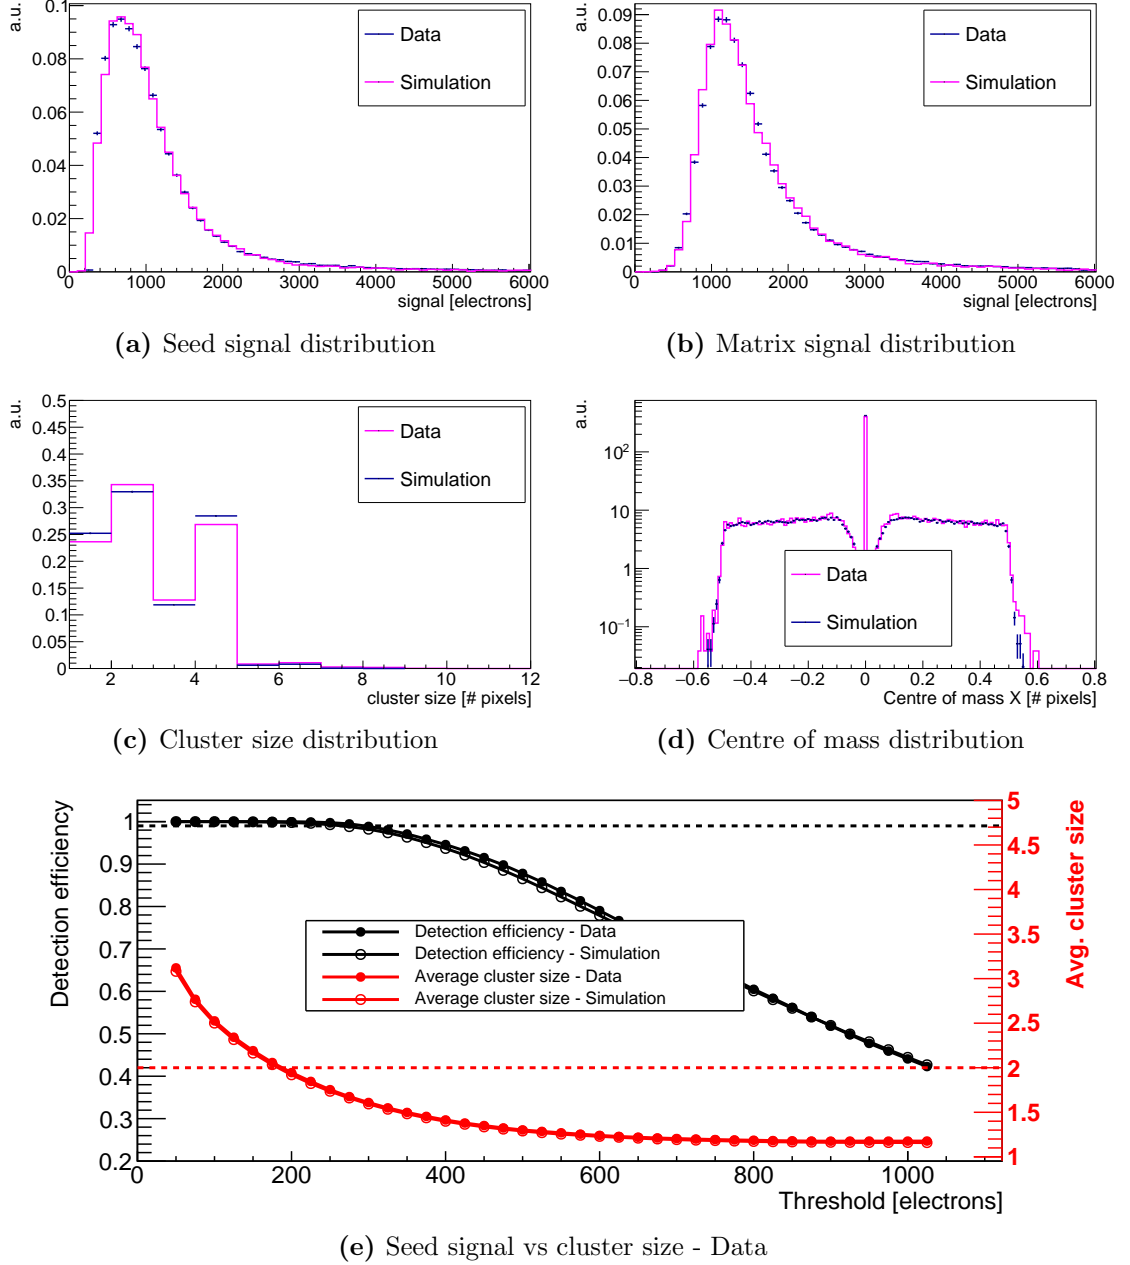 a.u.
0.1
0.08
0.06
0.04
0.02
0
Data
Simulation
0 1000 2000 3000 4000 5000 6000
signal [electrons]
(a) Seed signal distribution
a.u.
0.09
0.08
0.07
0.06
0.05
0.04
0.03
0.02
0.01
0
Data
Simulation
0 1000 2000 3000 4000 5000 6000
signal [electrons]
(b) Matrix signal distribution
a.u.
0.5
0.45
0.4
0.35
0.3
0.25
0.2
0.15
0.1
0.05
0
Data
Simulation
2 4 6 8 10 12
cluster size [# pixels]
(c) Cluster size distribution
a.u.
10²
10
1
10⁻¹
Data
Simulation
−0.8 −0.6 −0.4 −0.2 0 0.2 0.4 0.6 0.8
Centre of mass X [# pixels]
(d) Centre of mass distribution
Detection efficiency
1
0.9
0.8
0.7
0.6
0.5
0.4
0.3
0.2
Detection efficiency - Data
Detection efficiency - Simulation
Average cluster size - Data
Average cluster size - Simulation
5
4.5
4
3.5
3
2.5
2
1.5
1
Avg. cluster size
0 200 400 600 800 1000
Threshold [electrons]
(e) Seed signal vs cluster size - Data